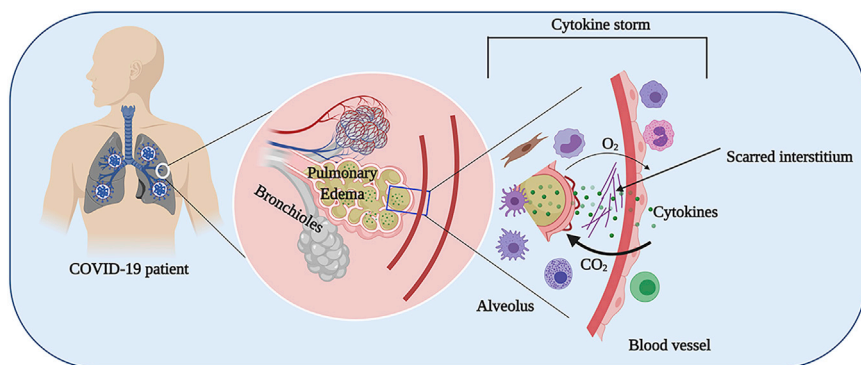 Cytokine storm
O₂
Scarred interstitium
Pulmonary
Edema
Bronchioles
Cytokines
CO₂
COVID-19 patient
Alveolus
Blood vessel